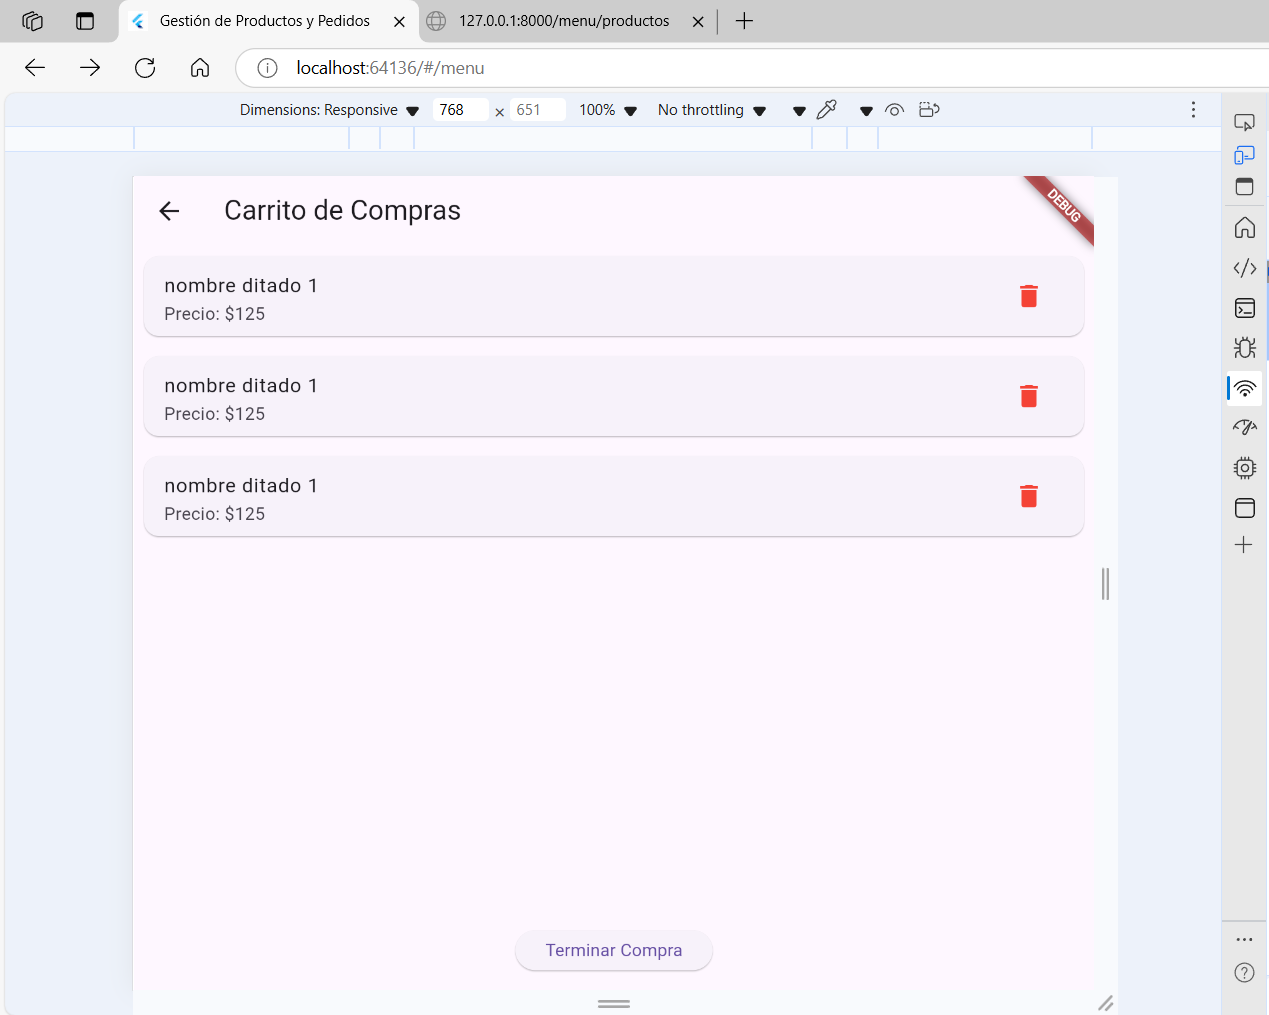 Gestión de Productos y Pedidos
127.0.0.1:8000/menu/productos
localhost:64136/#/menu
Dimensions: Responsive 768 x 651 100% No throttling
Carrito de Compras
DEBUG
nombre ditado 1
Precio: $125
nombre ditado 1
Precio: $125
nombre ditado 1
Precio: $125
Terminar Compra